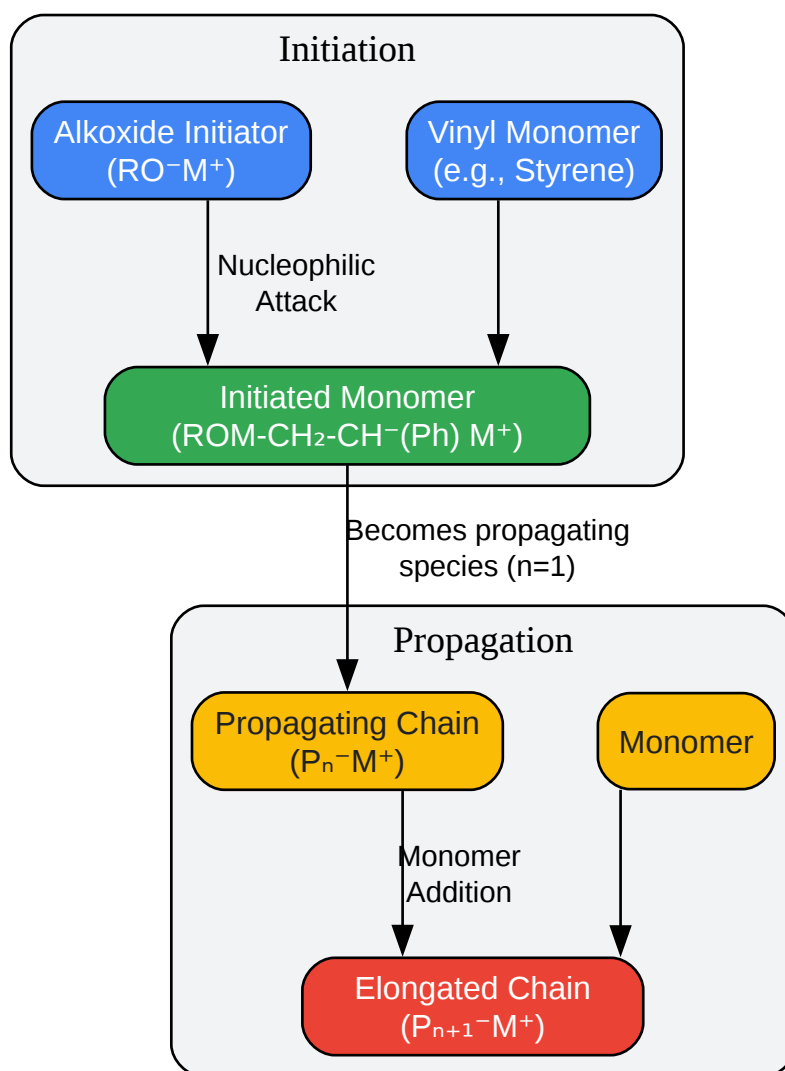 Initiation
Alkoxide Initiator
(RO⁻M⁺)
Vinyl Monomer
(e.g., Styrene)
Nucleophilic
Attack
Initiated Monomer
(ROM-CH₂-CH⁻(Ph) M⁺)
Becomes propagating
species (n=1)
Propagation
Propagating Chain
(Pₙ⁻M⁺)
Monomer
Monomer
Addition
Elongated Chain
(Pₙ₊₁⁻M⁺)